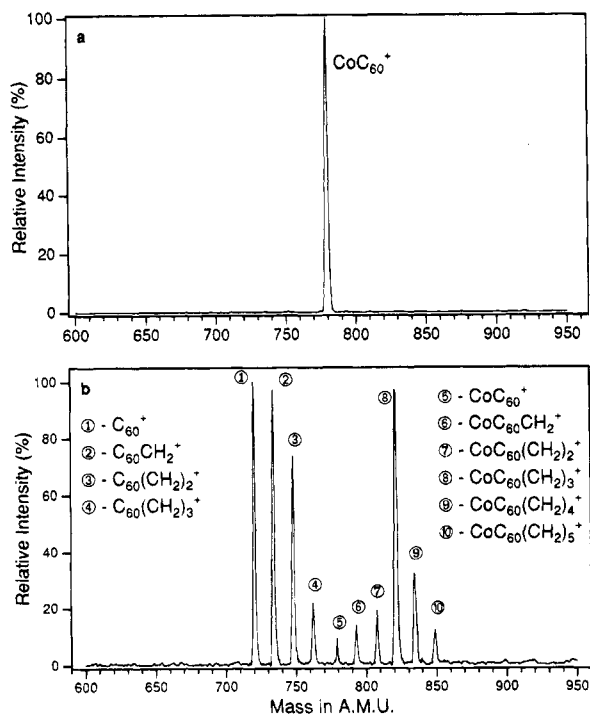 a
CoC₆₀⁺
Relative Intensity (%)
100
80
60
40
20
0
600 650 700 750 800 850 900 950
b
① - C₆₀⁺
② - C₆₀CH₂⁺
③ - C₆₀(CH₂)₂⁺
④ - C₆₀(CH₂)₃⁺
⑤ - CoC₆₀⁺
⑥ - CoC₆₀CH₂⁺
⑦ - CoC₆₀(CH₂)₂⁺
⑧ - CoC₆₀(CH₂)₃⁺
⑨ - CoC₆₀(CH₂)₄⁺
⑩ - CoC₆₀(CH₂)₅⁺
① ② ③ ④ ⑤ ⑥ ⑦ ⑧ ⑨ ⑩
Relative Intensity (%)
100
80
60
40
20
0
600 650 700 750 800 850 900 950
Mass in A.M.U.